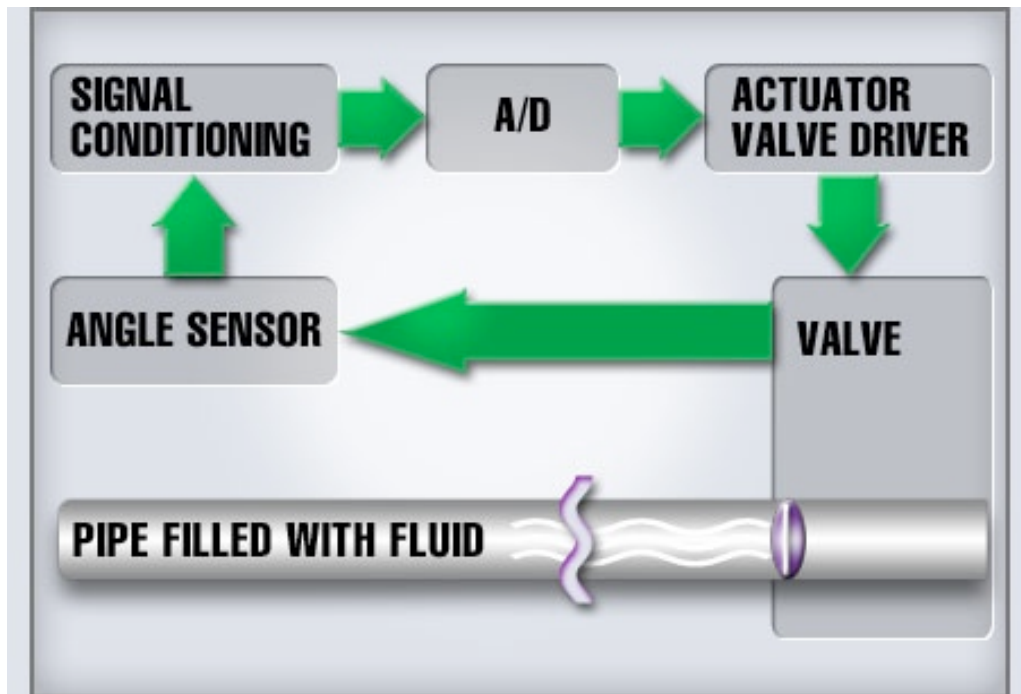 SIGNAL
CONDITIONING
A/D
ACTUATOR
VALVE DRIVER
ANGLE SENSOR
VALVE
PIPE FILLED WITH FLUID